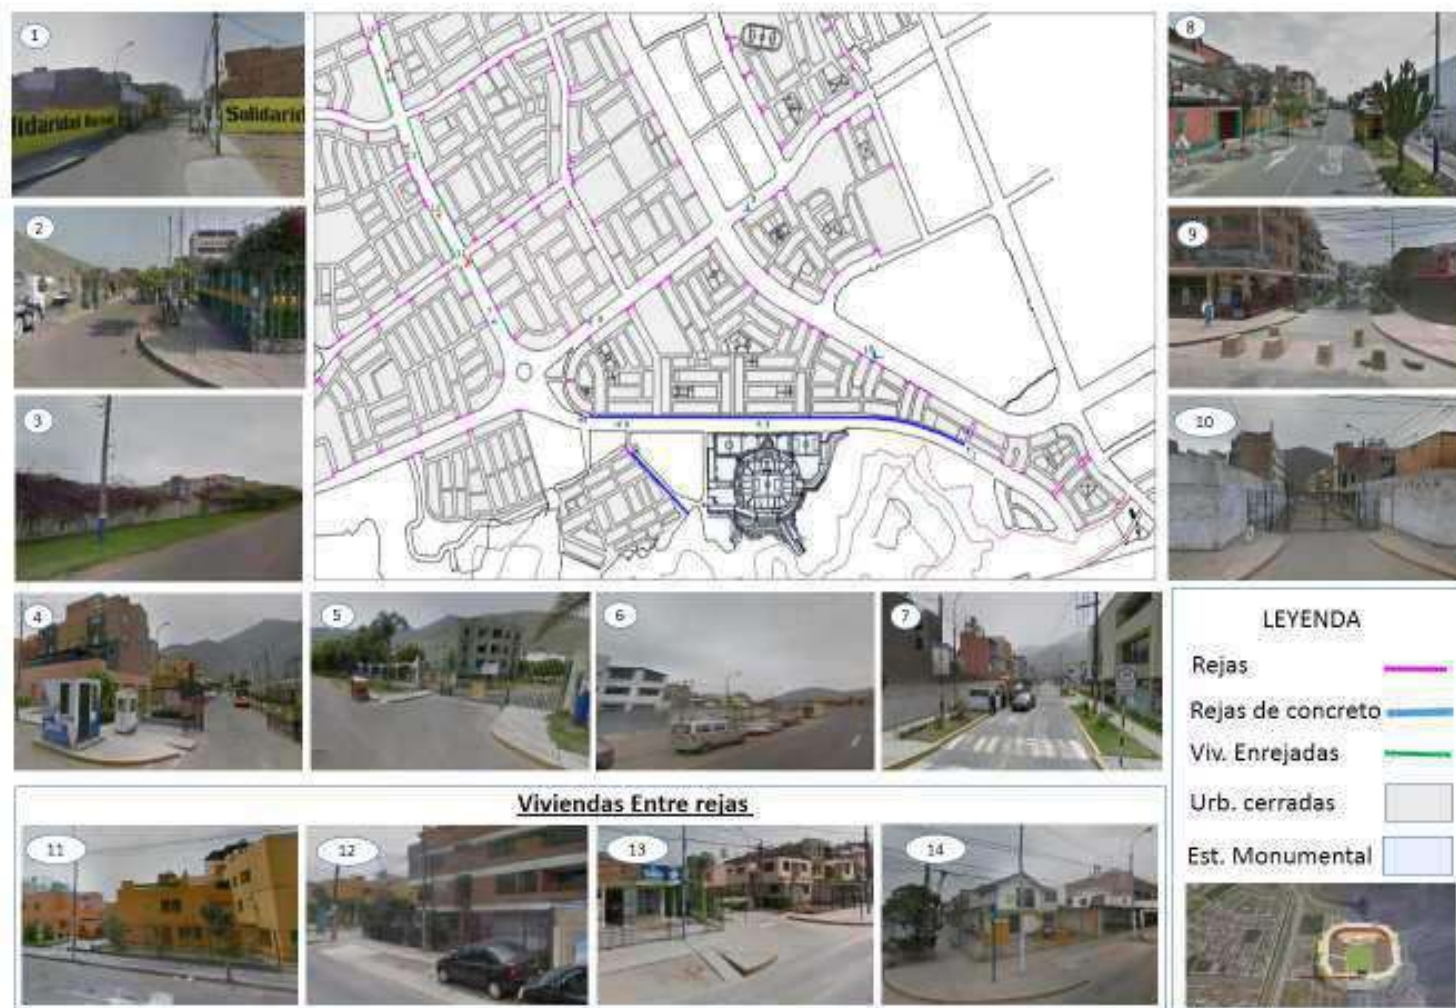 1
Solidarid
2
3
4
5
6
7
8
9
10
LEYENDA
Rejas
Rejas de concreto
Viv. Enrejadas
Urb. cerradas
Est. Monumental
Viviendas Entre rejas
11
12
13
14